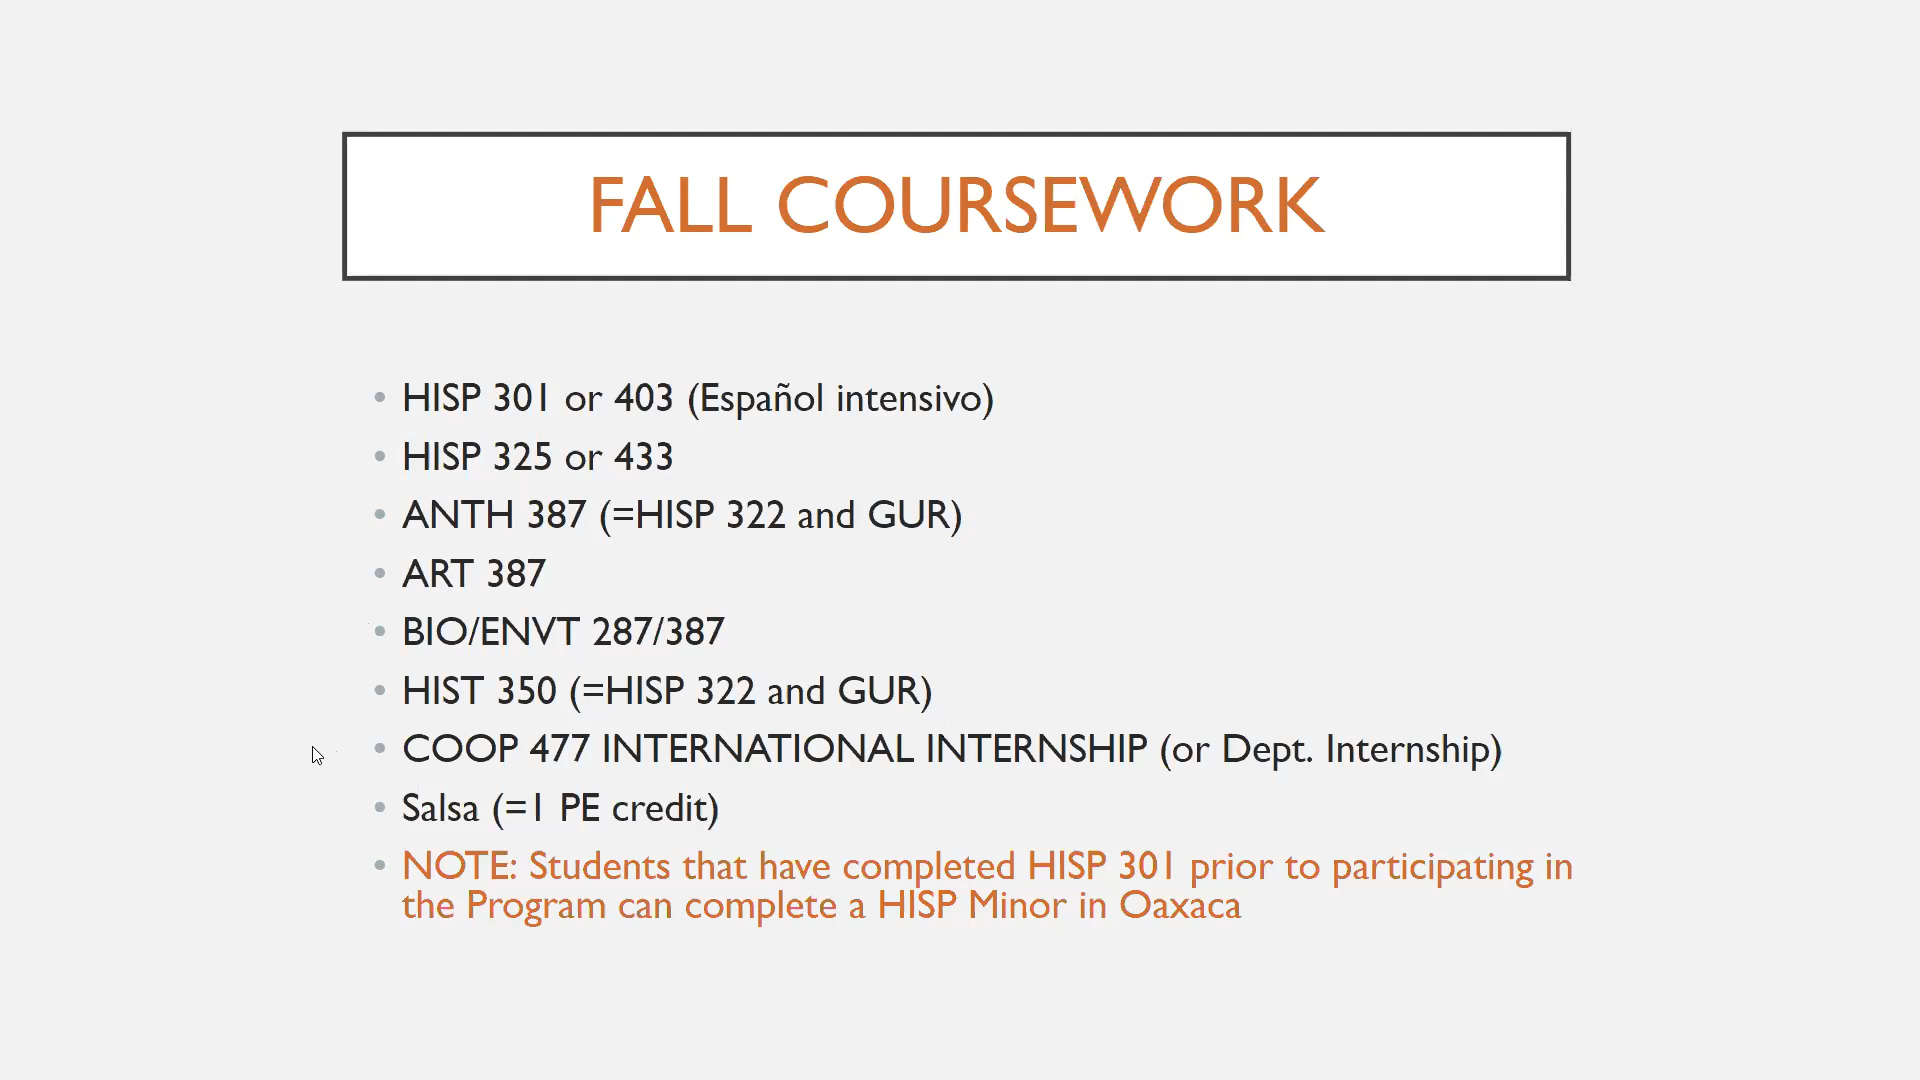 FALL COURSEWORK
• HISP 301 or 403 (Español intensivo)
• HISP 325 or 433
• ANTH 387 (=HISP 322 and GUR)
• ART 387
• BIO/ENVT 287/387
• HIST 350 (=HISP 322 and GUR)
• COOP 477 INTERNATIONAL INTERNSHIP (or Dept. Internship)
• Salsa (=1 PE credit)
• NOTE: Students that have completed HISP 301 prior to participating in
the Program can complete a HISP Minor in Oaxaca